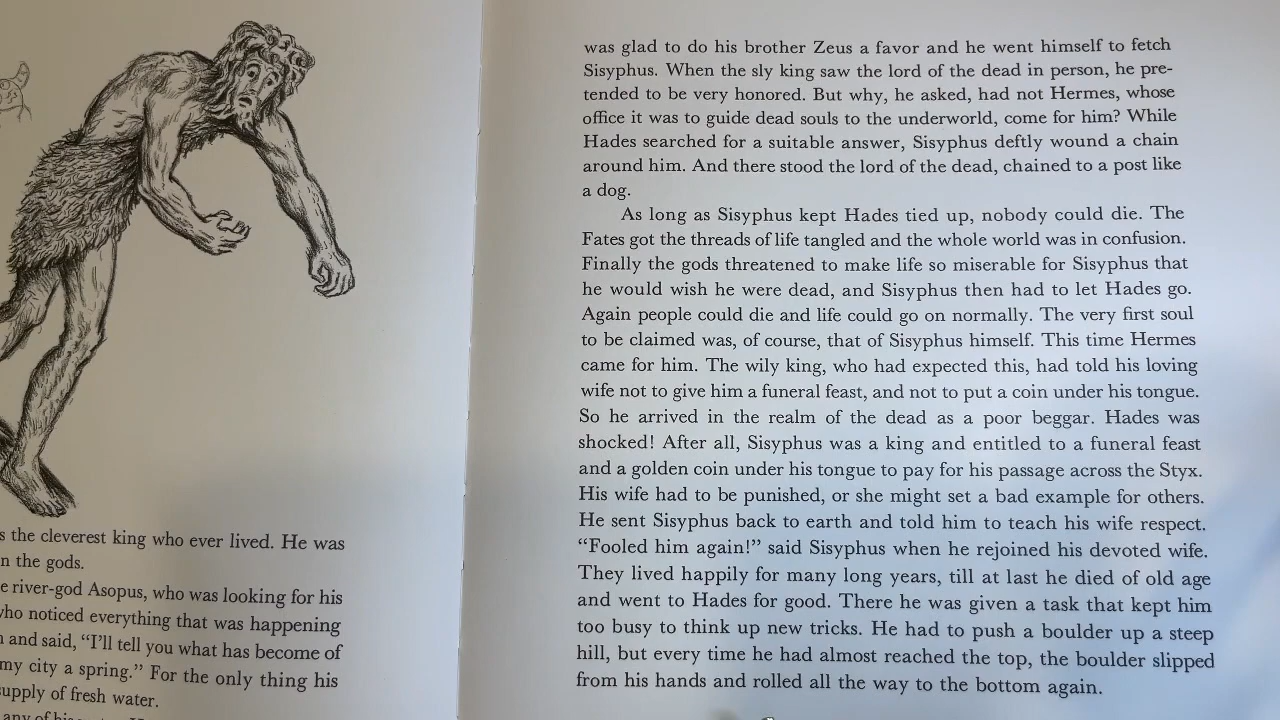 s the cleverest king who ever lived. He was
n the gods.
e river-god Asopus, who was looking for his
who noticed everything that was happening
and said, “I'll tell you what has become of
my city a spring.” For the only thing his
supply of fresh water.
any of his
was glad to do his brother Zeus a favor and he went himself to fetch
Sisyphus. When the sly king saw the lord of the dead in person, he pre-
tended to be very honored. But why, he asked, had not Hermes, whose
office it was to guide dead souls to the underworld, come for him? While
Hades searched for a suitable answer, Sisyphus deftly wound a chain
around him. And there stood the lord of the dead, chained to a post like
a dog.
As long as Sisyphus kept Hades tied up, nobody could die. The
Fates got the threads of life tangled and the whole world was in confusion.
Finally the gods threatened to make life so miserable for Sisyphus that
he would wish he were dead, and Sisyphus then had to let Hades go.
Again people could die and life could go on normally. The very first soul
to be claimed was, of course, that of Sisyphus himself. This time Hermes
came for him. The wily king, who had expected this, had told his loving
wife not to give him a funeral feast, and not to put a coin under his tongue.
So he arrived in the realm of the dead as a poor beggar. Hades was
shocked! After all, Sisyphus was a king and entitled to a funeral feast
and a golden coin under his tongue to pay for his passage across the Styx.
His wife had to be punished, or she might set a bad example for others.
He sent Sisyphus back to earth and told him to teach his wife respect.
“Fooled him again!” said Sisyphus when he rejoined his devoted wife.
They lived happily for many long years, till at last he died of old age
and went to Hades for good. There he was given a task that kept him
too busy to think up new tricks. He had to push a boulder up a steep
hill, but every time he had almost reached the top, the boulder slipped
from his hands and rolled all the way to the bottom again.